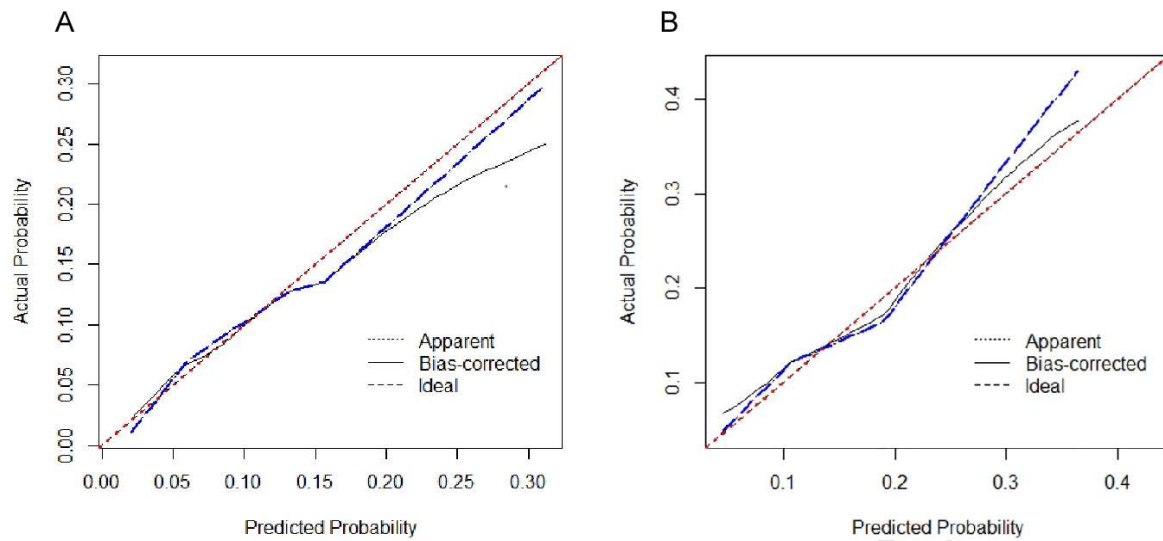 A
0.30
0.25
0.20
0.15
0.10
0.05
0.00
Actual Probability
Apparent
Bias-corrected
Ideal
0.00 0.05 0.10 0.15 0.20 0.25 0.30
Predicted Probability
B
0.4
0.3
0.2
0.1
Actual Probability
Apparent
Bias-corrected
Ideal
0.1 0.2 0.3 0.4
Predicted Probability